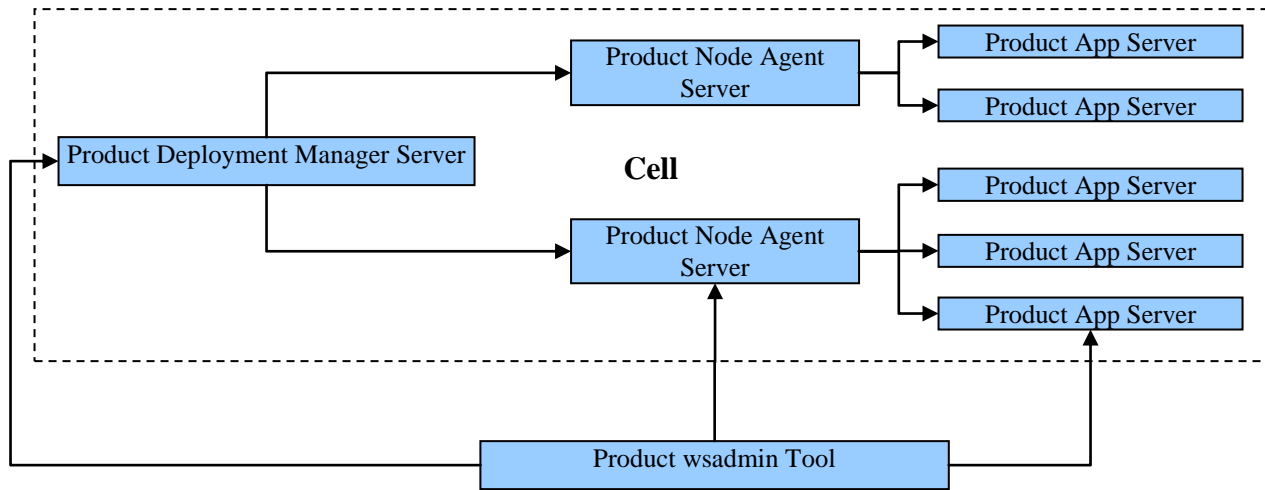 Product App Server
Product Node Agent
Server
Product App Server
Product Deployment Manager Server
Cell
Product App Server
Product Node Agent
Server
Product App Server
Product App Server
Product wsadmin Tool